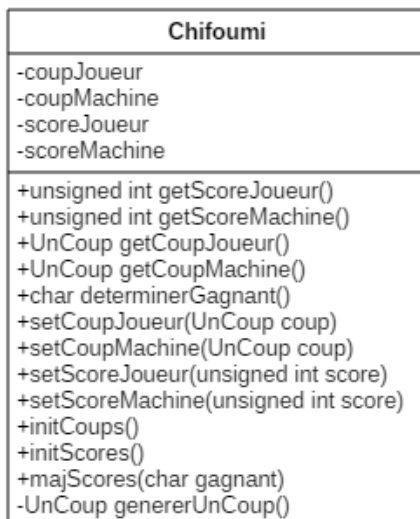 Chifoumi
-coupJoueur
-coupMachine
-scoreJoueur
-scoreMachine
+unsigned int getScoreJoueur()
+unsigned int getScoreMachine()
+UnCoup getCoupJoueur()
+UnCoup getCoupMachine()
+char determinerGagnant()
+setCoupJoueur(UnCoup coup)
+setCoupMachine(UnCoup coup)
+setScoreJoueur(unsigned int score)
+setScoreMachine(unsigned int score)
+initCoups()
+initScores()
+majScores(char gagnant)
-UnCoup genererUnCoup()